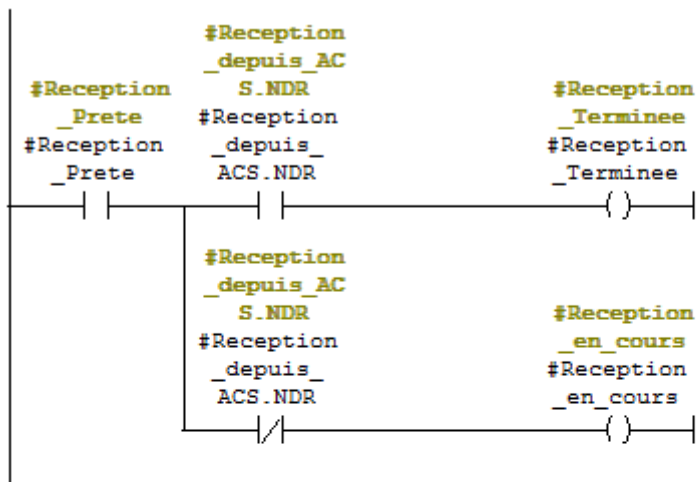 #Reception
_depuis_AC
S.NDR
#Reception
_depuis_
ACS.NDR
#Reception
_Prete
#Reception
_Prete
#Reception
_Terminee
#Reception
_Terminee
#Reception
_depuis_AC
S.NDR
#Reception
_depuis_
ACS.NDR
#Reception
_en_cours
#Reception
_en_cours